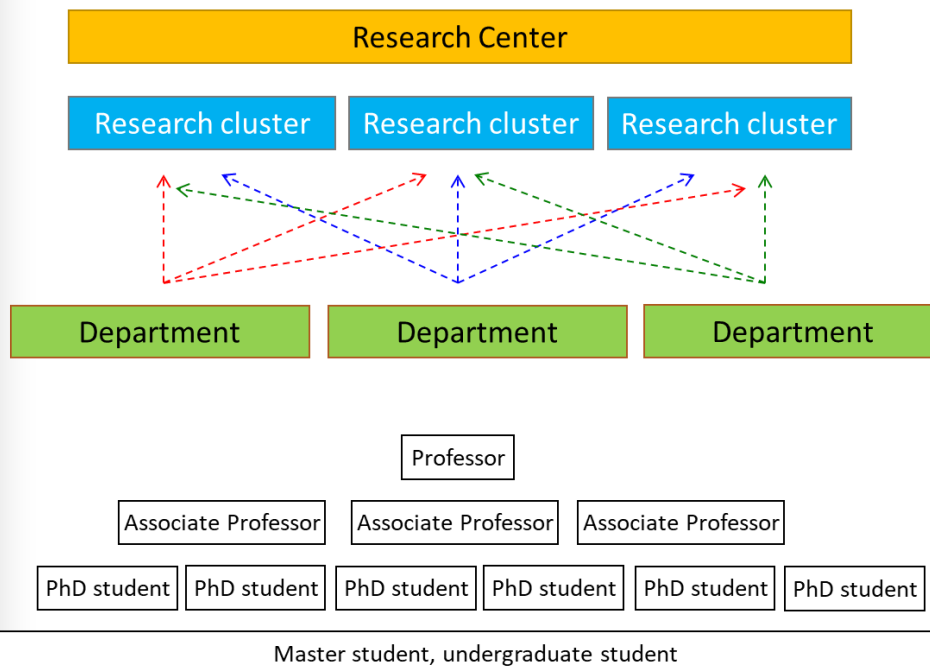 Research Center
Research cluster Research cluster Research cluster
Department Department Department
Professor
Associate Professor Associate Professor Associate Professor
PhD student PhD student PhD student PhD student PhD student PhD student
Master student, undergraduate student